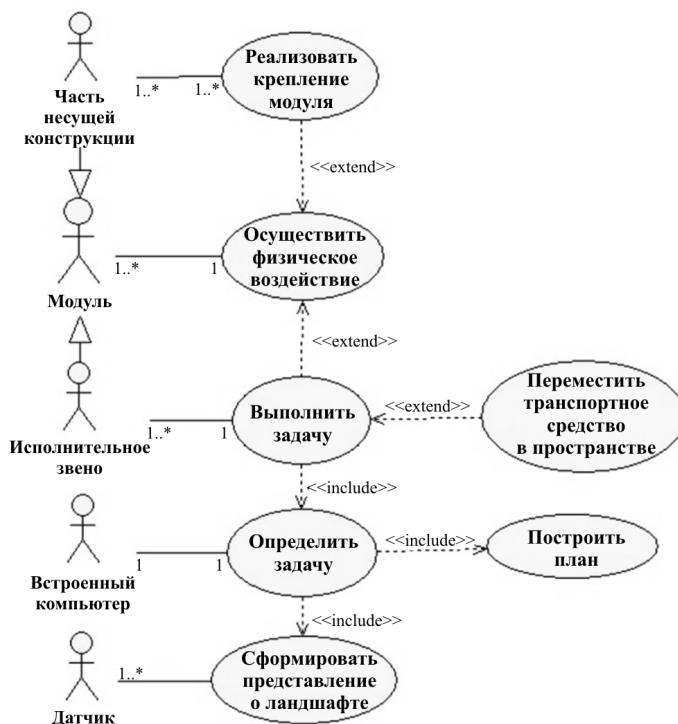 Реализовать
крепление
модуля
1..*
1..*
Часть
несущей
конструкции
<<extend>>
Осуществить
физическое
воздействие
1..*
1
Модуль
<<extend>>
Переместить
транспортное
средство
в пространстве
<<extend>>
Выполнить
задачу
1..*
1
Исполнительное
звено
<<include>>
Определить
задачу
<<include>>
Построить
план
1
1
Встроенный
компьютер
<<include>>
Сформировать
представление
о ландшафте
1..*
Датчик